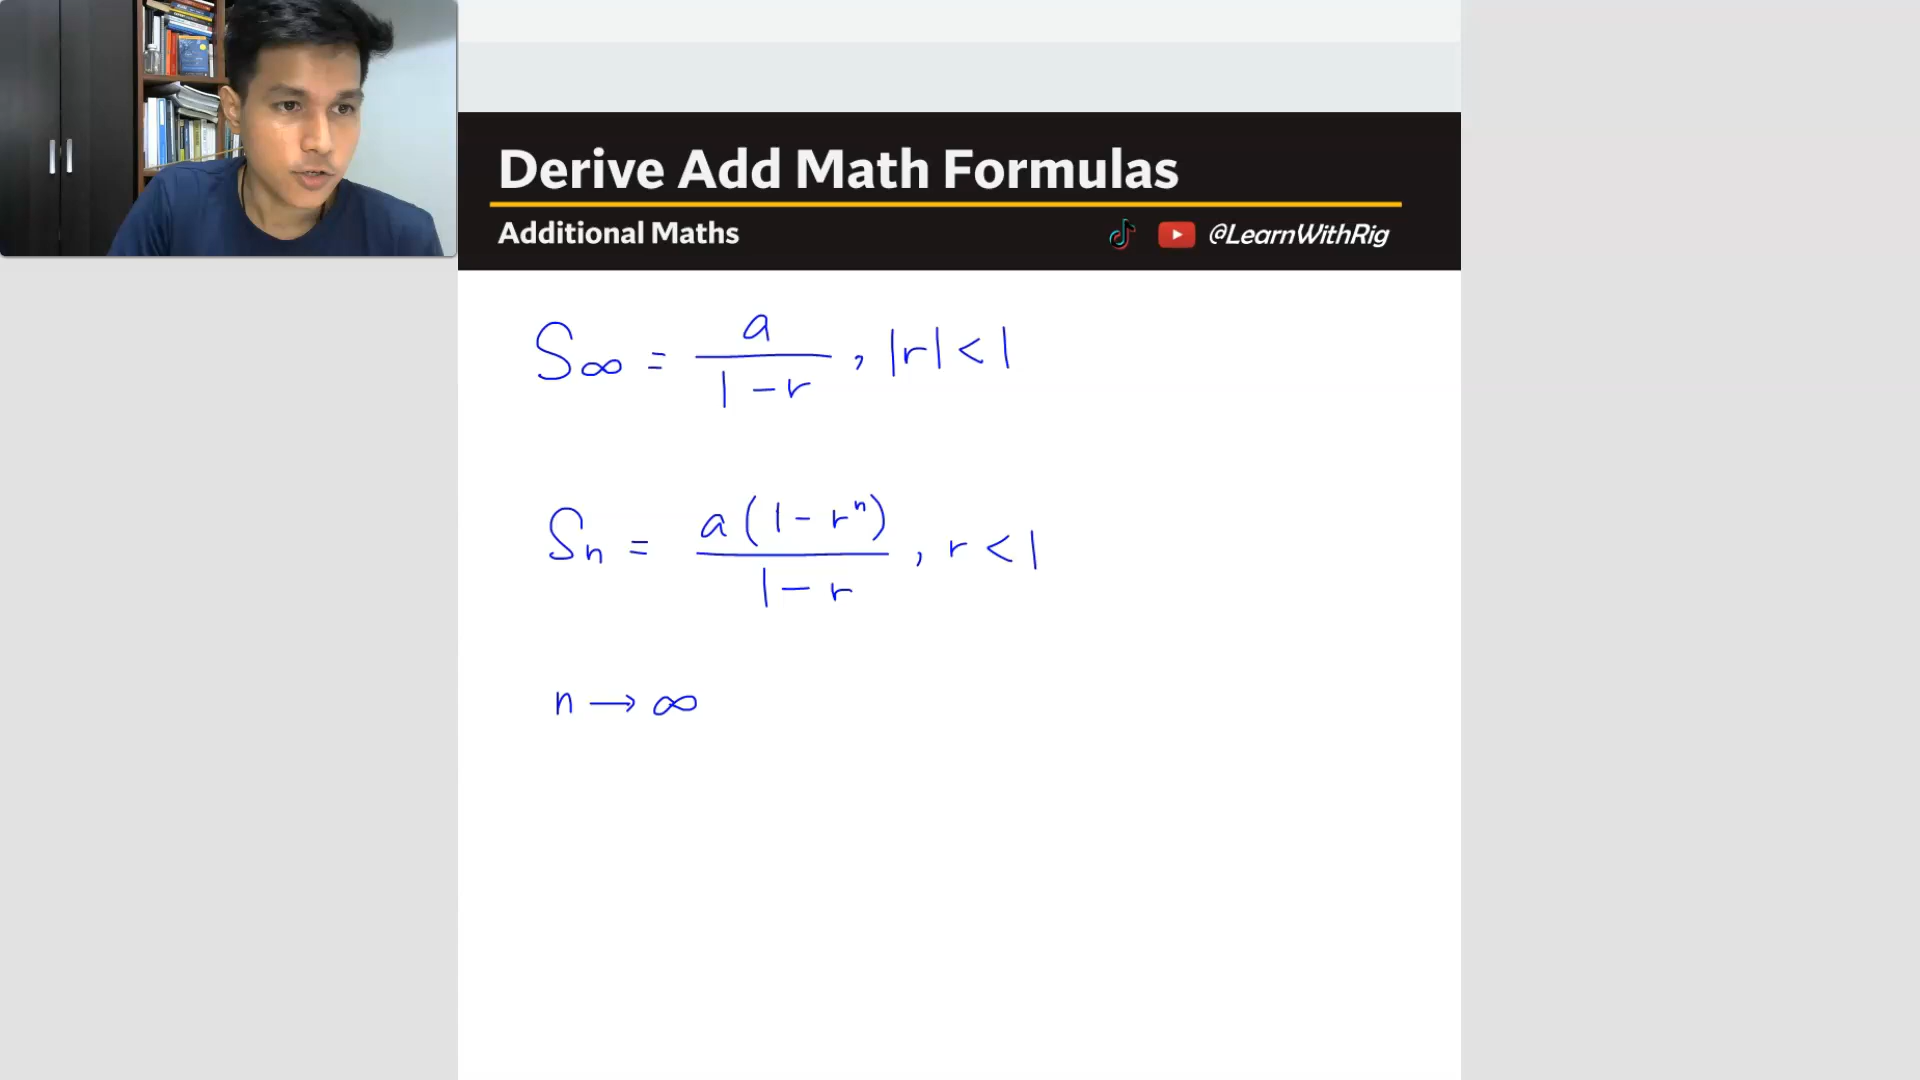 Derive Add Math Formulas
Additional Maths
@LearnWithRig
S∞ = a / (1 - r) , |r| < 1
Sn = a(1 - rⁿ) / (1 - r) , r < 1
n → ∞